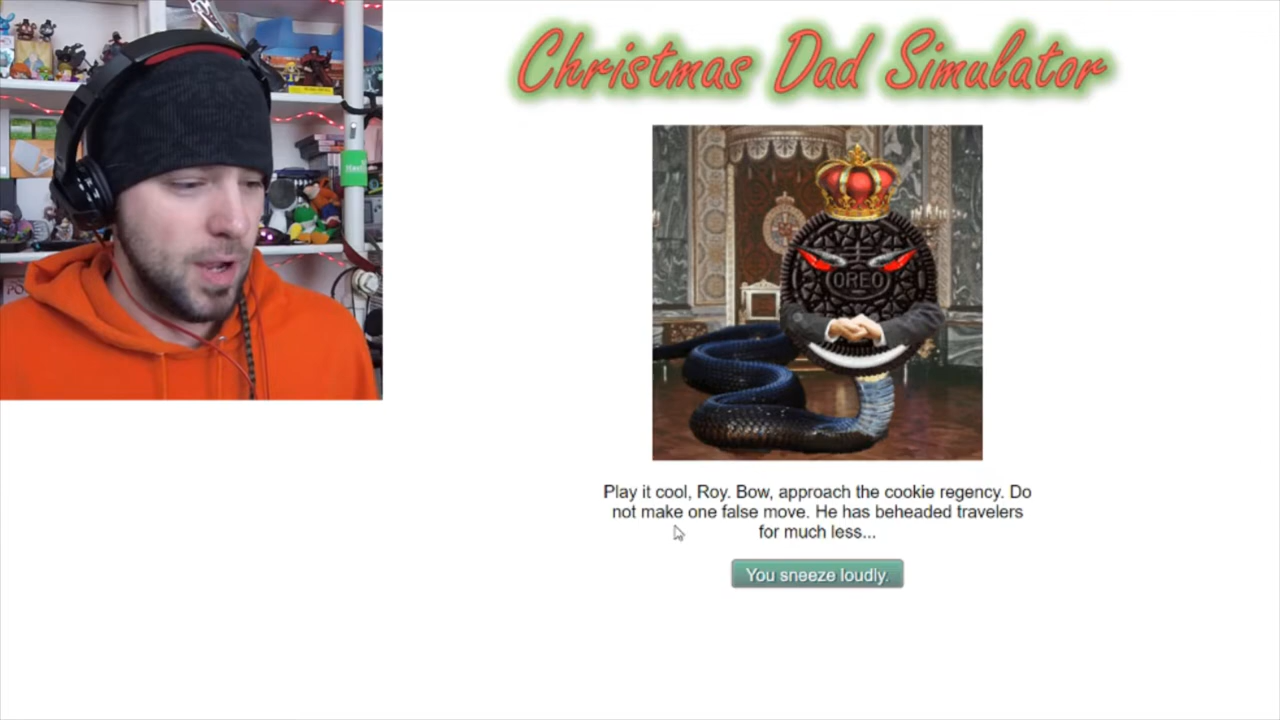 Christmas Dad Simulator
OREO
Play it cool, Roy. Bow, approach the cookie regency. Do
not make one false move. He has beheaded travelers
for much less...
You sneeze loudly.